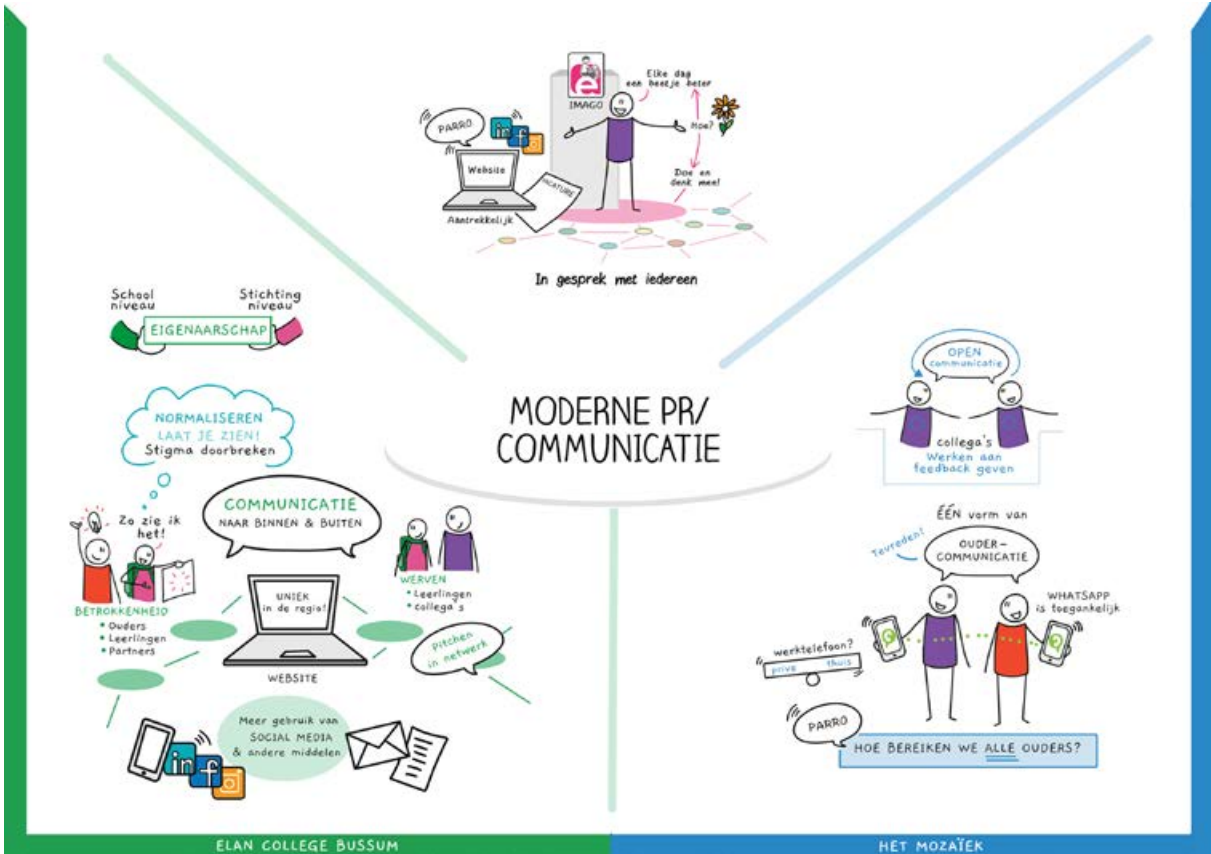 Elke dag
een beetje beter
e
IMAGO
Hoe?
PARRO
in
f
Website
VACATURE
Doe en
denk mee!
Aantrekkelijk
In gesprek met iedereen
School
niveau
Stichting
niveau
EIGENAARSCHAP
MODERNE PR/
COMMUNICATIE
NORMALISEREN
LAAT JE ZIEN!
Stigma doorbreken
Zo zie ik
het!
COMMUNICATIE
NAAR BINNEN & BUITEN
BETROKKENHEID
• Ouders
• Leerlingen
• Partners
UNIEK
in de regio!
WEBSITE
WERVEN
• Leerlingen
• collega's
Pitchen
in netwerk
Meer gebruik van
SOCIAL MEDIA
& andere middelen
in
f
OPEN
communicatie
collega's
Werken aan
feedback geven
ÉÉN vorm van
OUDER-
COMMUNICATIE
Tevreden!
WHATSAPP
is toegankelijk
werktelefoon?
prive thuis
PARRO
HOE BEREIKEN WE ALLE OUDERS?
ELAN COLLEGE BUSSUM
HET MOZAÏEK